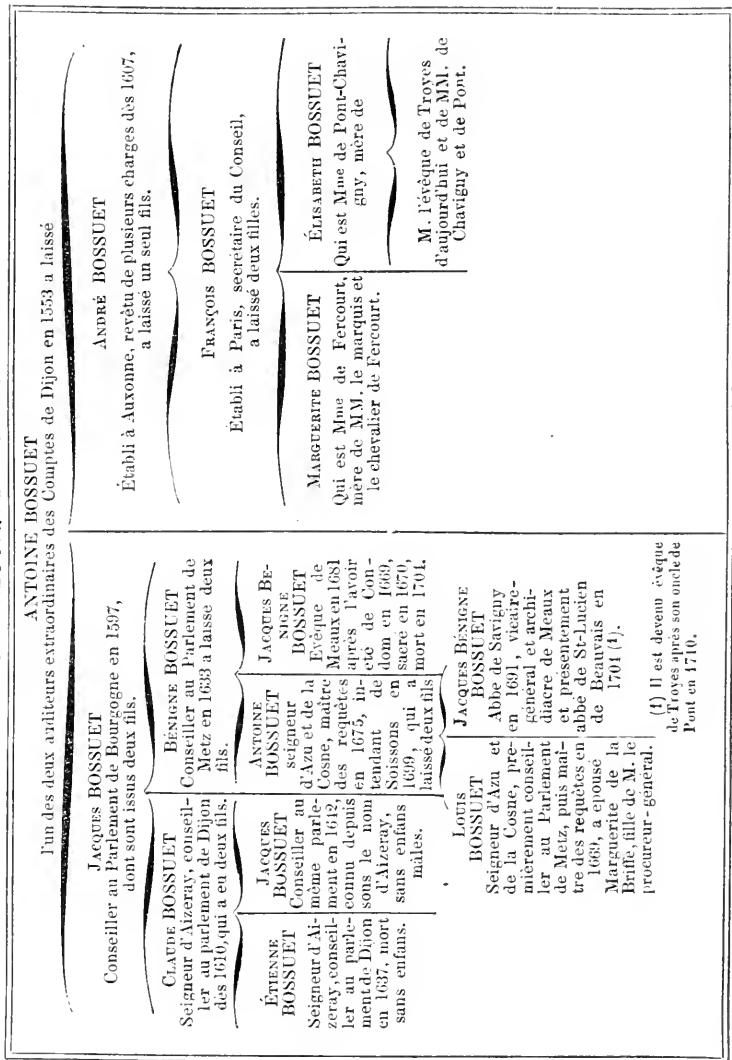 ANTOINE BOSSUET
l'un des deux auditeurs extraordinaires des Comptes de Dijon en 1553 a laissé
JACQUES BOSSUET
Conseiller au Parlement de Bourgogne en 1597,
dont sont issus deux fils.
ANDRÉ BOSSUET
Établi à Auxonne, revêtu de plusieurs charges dès 1607,
a laissé un seul fils.
CLAUDE BOSSUET
Seigneur d'Aizeray, conseil-
ler au parlement de Dijon
dès 1610, qui a eu deux fils.
BÉNIGNE BOSSUET
Conseiller au Parlement de
Metz en 1633 a laisse deux
fils.
FRANÇOIS BOSSUET
Etabli à Paris, secrétaire du Conseil,
a laissé deux filles.
ÉTIENNE
BOSSUET
Seigneur d'Ai-
zeray, conseil-
ler au parle-
ment de Dijon
en 1637, mort
sans enfans.
JACQUES
BOSSUET
Conseiller au
même parle-
ment en 1642,
connu depuis
sous le nom
d'Aizeray,
sans enfans
mâles.
ANTOINE
BOSSUET
seigneur
d'Azu et de la
Cosne, maître
des requêtes
en 1675, in-
tendant de
Soissons en
1699, qui a
laissé deux fils
JACQUES BE-
NIGNE
BOSSUET
Evêque de
Meaux en 1681
après l'avoir
été de Con-
dom en 1669,
sacré en 1670,
mort en 1704.
MARGUERITE BOSSUET
Qui est Mme de Fercourt,
mère de MM. le marquis et
le chevalier de Fercourt.
ÉLISABETH BOSSUET
Qui est Mme de Pont-Chavi-
gny, mère de
M. l'évêque de Troyes
d'aujourd'hui et de MM. de
Chavigny et de Pont.
LOUIS
BOSSUET
Seigneur d'Azu et
de la Cosne, pre-
mièrement conseil-
ler au Parlement
de Metz, puis maî-
tre des requêtes en
1669, a epousé
Marguerite de la
Briffe, fille de M. le
procureur-général.
JACQUES BÉNIGNE
BOSSUET
Abbe de Savigny
en 1691, vicaire-
général et archi-
diacre de Meaux
et présentement
abbé de St-Lucien
de Beauvais en
1704 (1).
(1) Il est devenu évêque
de Troyes après son oncle de
Pont en 1710.